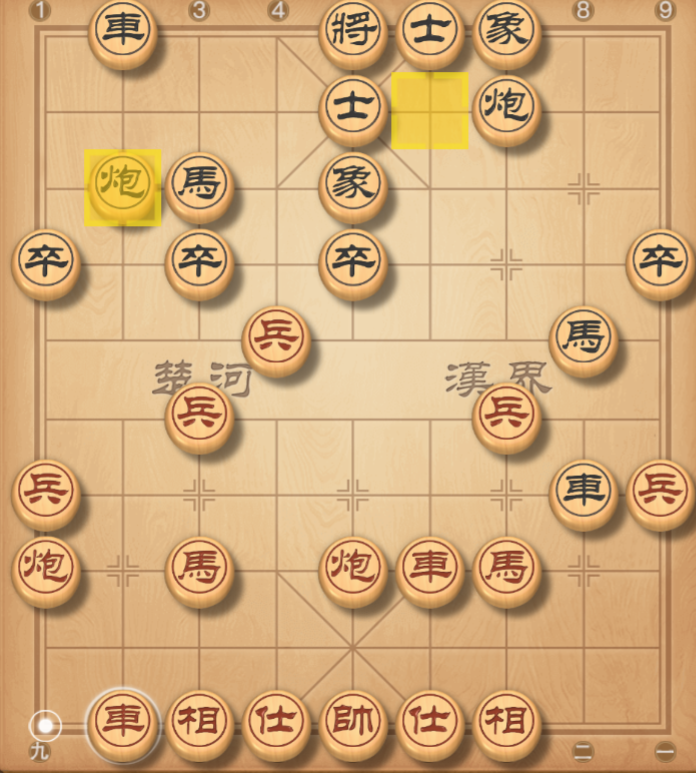 1 3 4 8 9
車 將 士 象
士 炮
炮 馬 象
卒 卒 卒 卒
兵 馬
楚河 漢界
兵 兵
兵 車 兵
炮 馬 炮 車 馬
車 相 仕 帥 仕 相
九 二 一